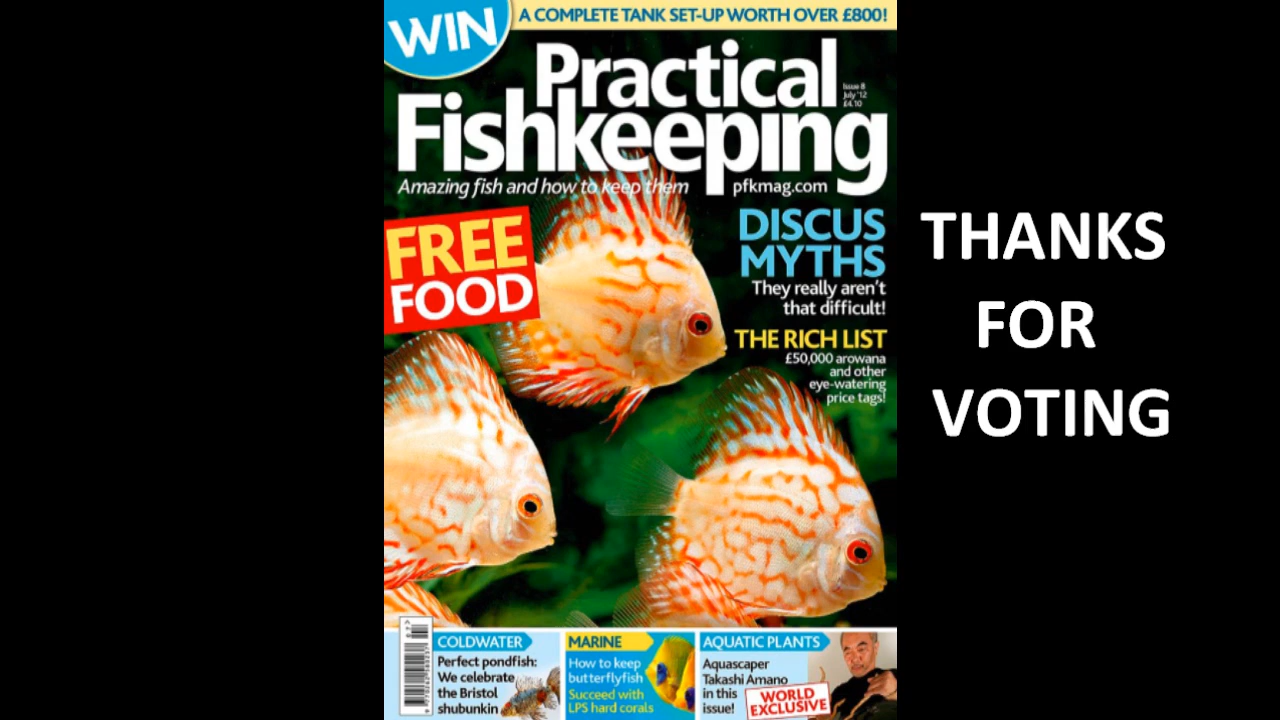 WIN
A COMPLETE TANK SET-UP WORTH OVER £800!
Practical
Fishkeeping
Issue 8
July '12
£4.10
Amazing fish and how to keep them
pfkmag.com
FREE
FOOD
DISCUS
MYTHS
They really aren't
that difficult!
THE RICH LIST
£50,000 arowana
and other
eye-watering
price tags!
COLDWATER
Perfect pondfish:
We celebrate
the Bristol
shubunkin
MARINE
How to keep
butterflyfish
Succeed with
LPS hard corals
AQUATIC PLANTS
Aquascaper
Takashi Amano
in this
issue!
WORLD
EXCLUSIVE
THANKS
FOR
VOTING